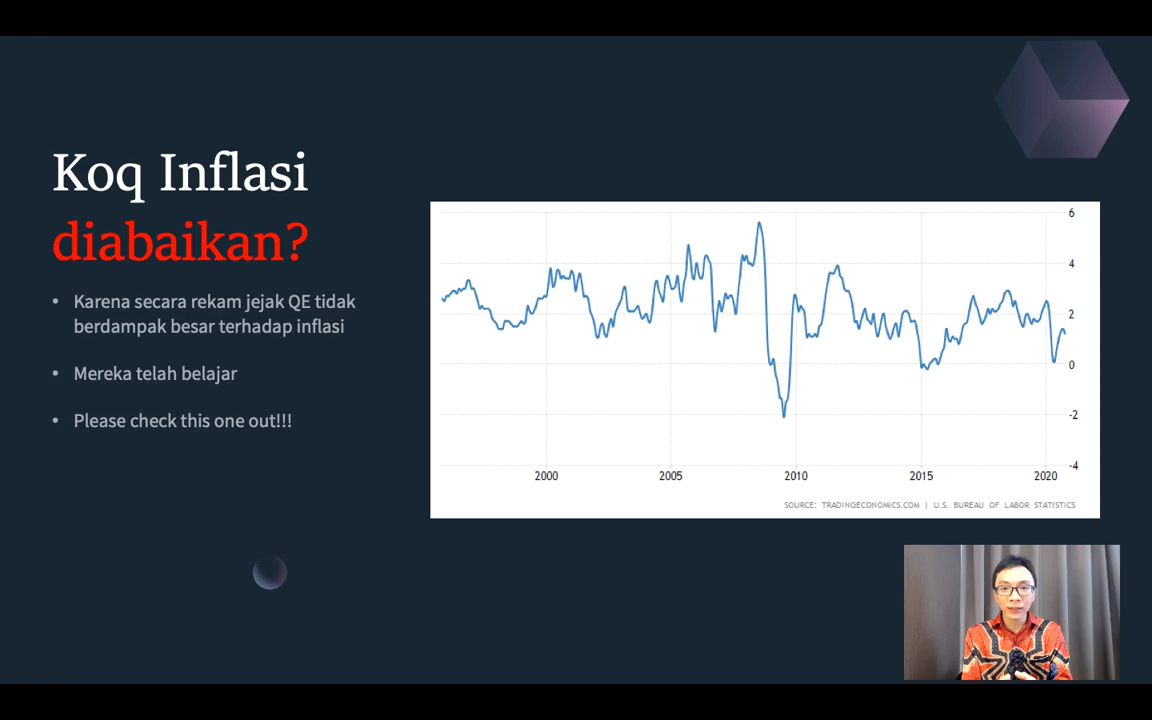 Koq Inflasi
diabaikan?
• Karena secara rekam jejak QE tidak
berdampak besar terhadap inflasi
• Mereka telah belajar
• Please check this one out!!!
6
4
2
0
-2
-4
2000 2005 2010 2015 2020
SOURCE: TRADINGECONOMICS.COM | U.S. BUREAU OF LABOR STATISTICS